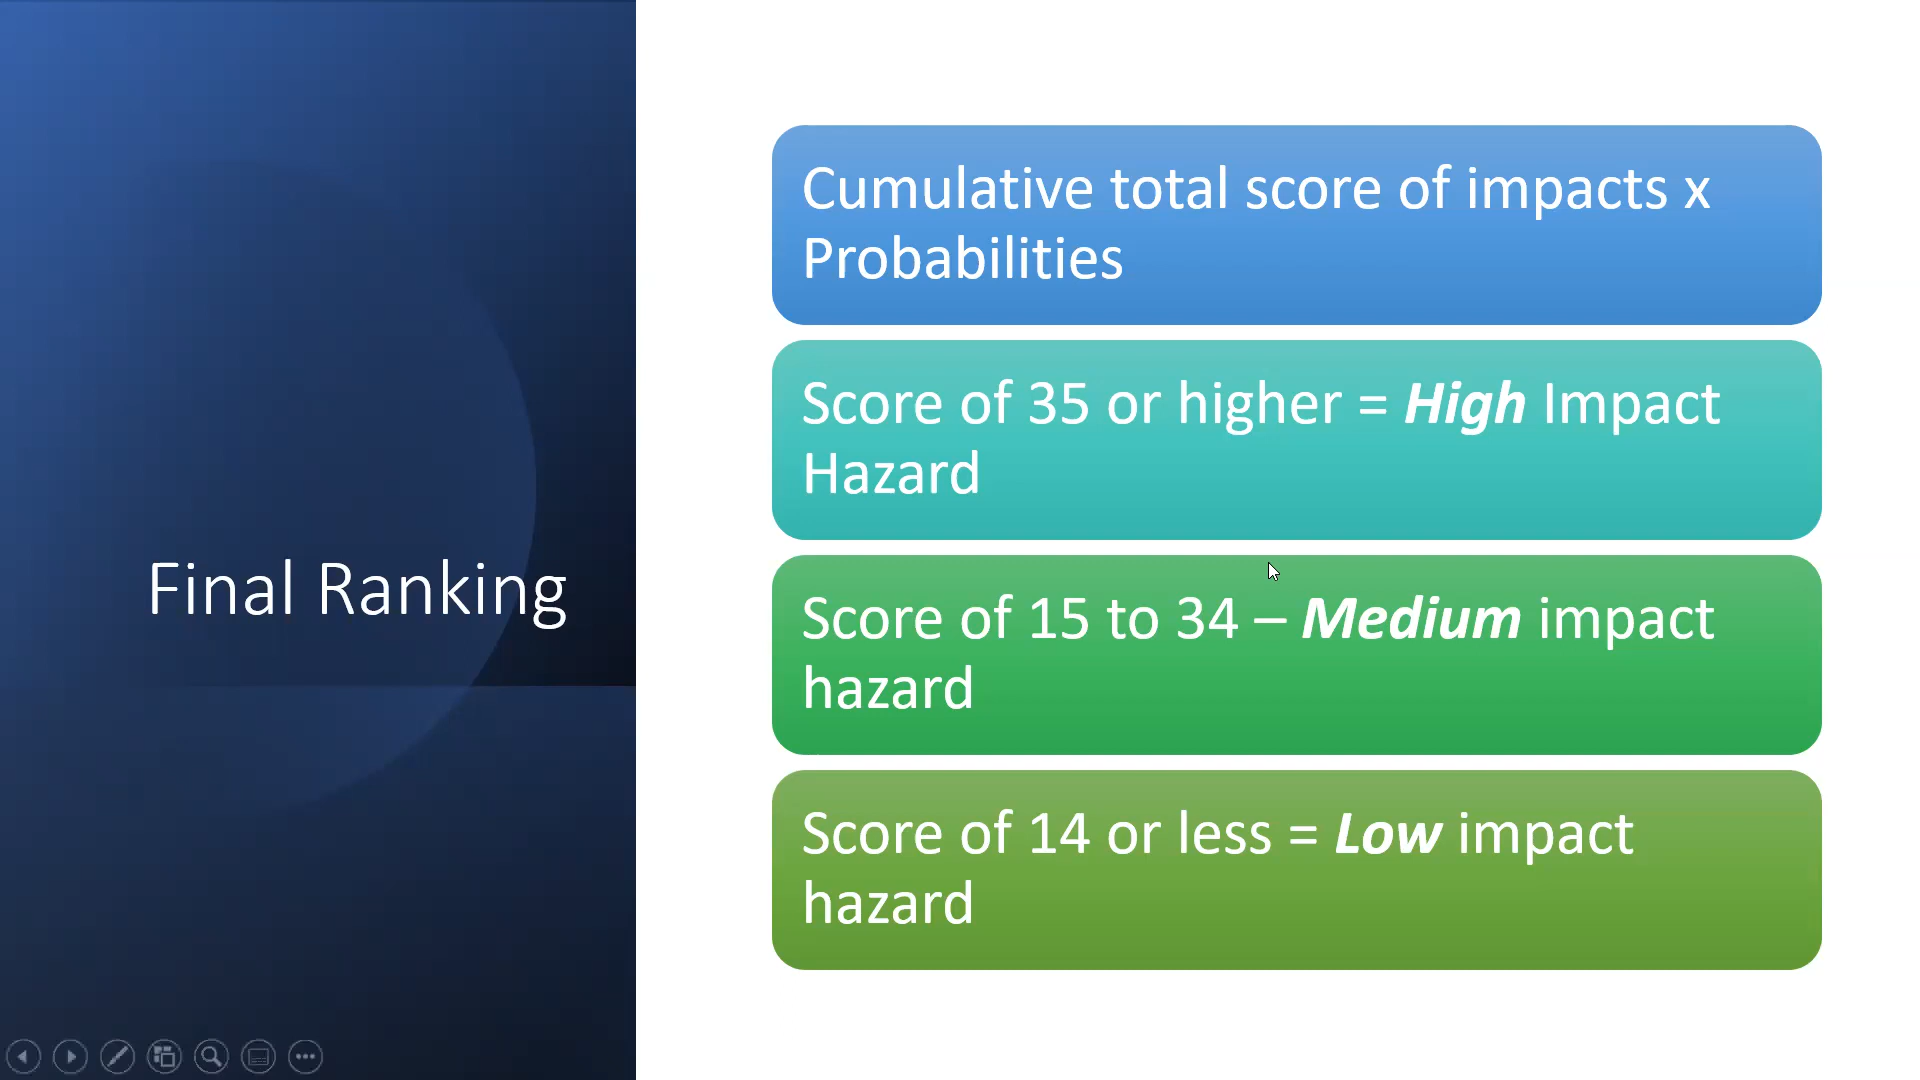 Final Ranking
Cumulative total score of impacts x
Probabilities
Score of 35 or higher = High Impact
Hazard
Score of 15 to 34 – Medium impact
hazard
Score of 14 or less = Low impact
hazard